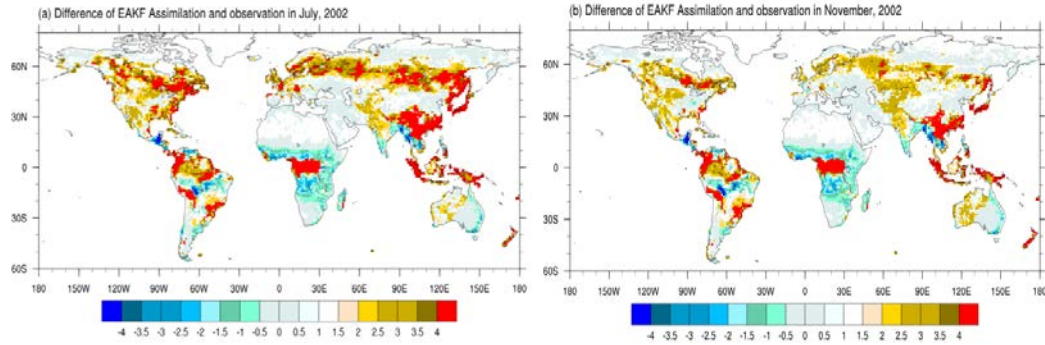 (a) Difference of EAKF Assimilation and observation in July, 2002
60N
30N
0
30S
60S
180 150W 120W 90W 60W 30W 0 30E 60E 90E 120E 150E 180
-4 -3.5 -3 -2.5 -2 -1.5 -1 -0.5 0 0.5 1 1.5 2 2.5 3 3.5 4
(b) Difference of EAKF Assimilation and observation in November, 2002
60N
30N
0
30S
60S
180 150W 120W 90W 60W 30W 0 30E 60E 90E 120E 150E 180
-4 -3.5 -3 -2.5 -2 -1.5 -1 -0.5 0 0.5 1 1.5 2 2.5 3 3.5 4